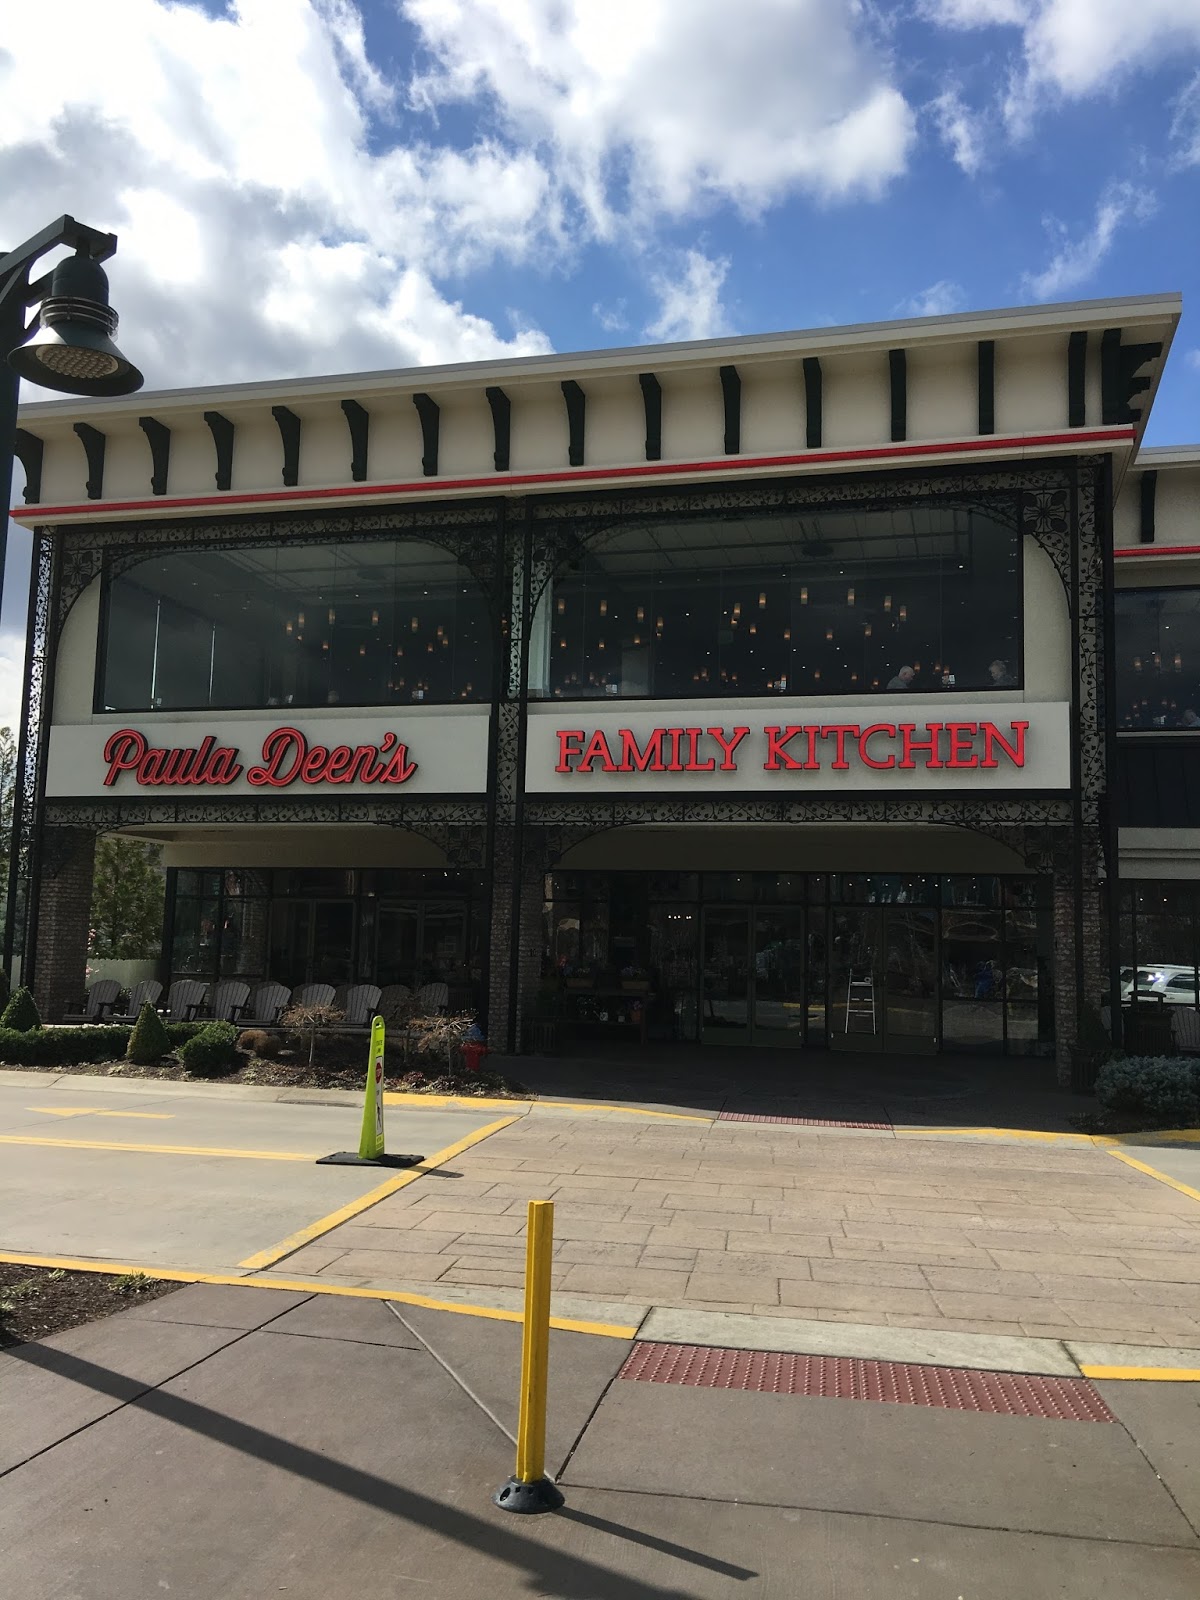 Paula Deen's
FAMILY KITCHEN